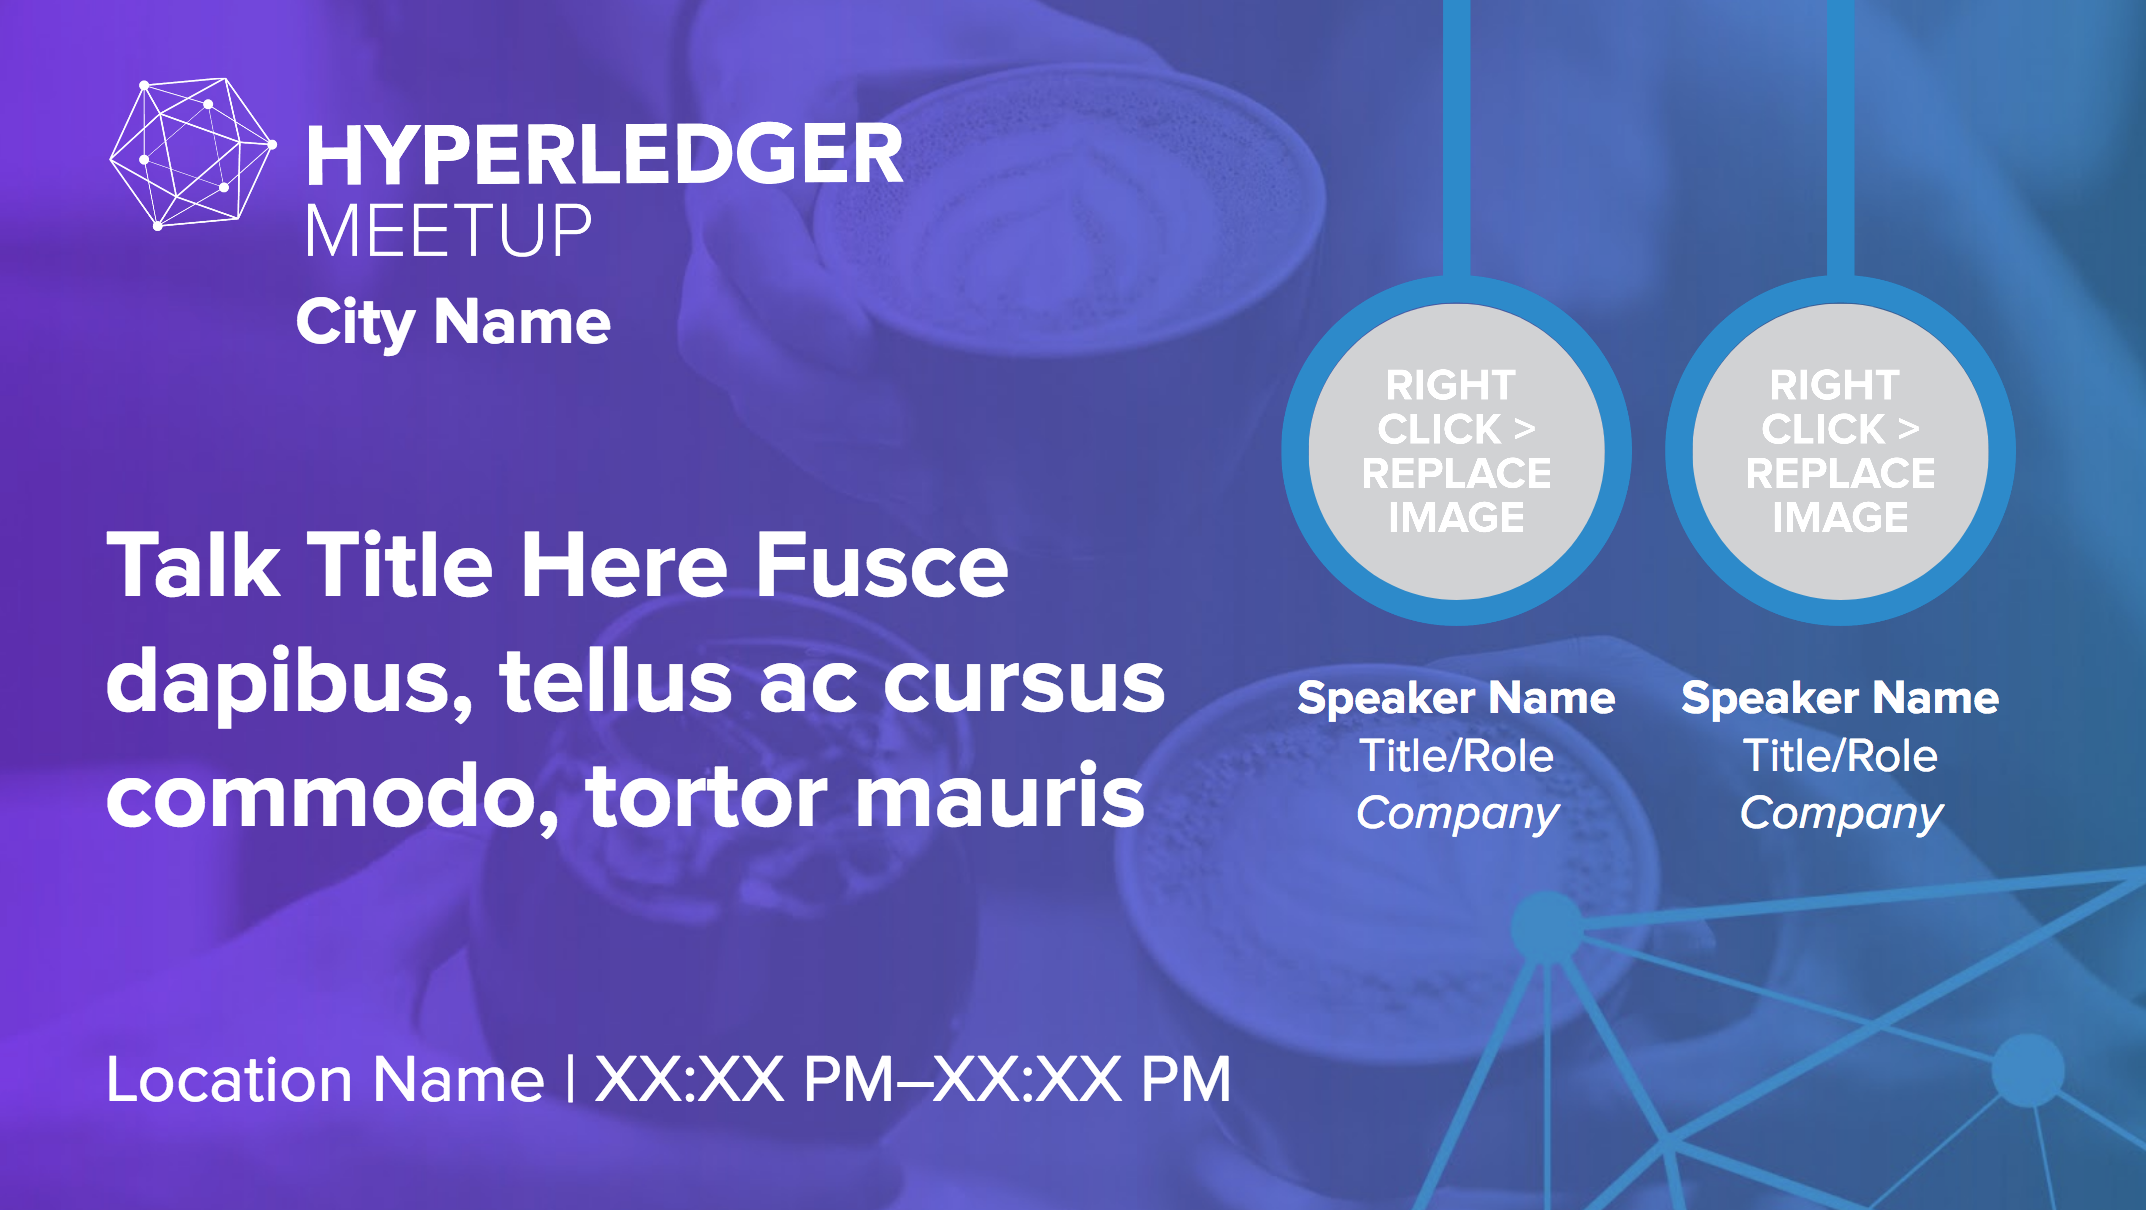 HYPERLEDGER
MEETUP
City Name
Talk Title Here Fusce
dapibus, tellus ac cursus
commodo, tortor mauris
Location Name | XX:XX PM–XX:XX PM
RIGHT
CLICK >
REPLACE
IMAGE
Speaker Name
Title/Role
Company
RIGHT
CLICK >
REPLACE
IMAGE
Speaker Name
Title/Role
Company